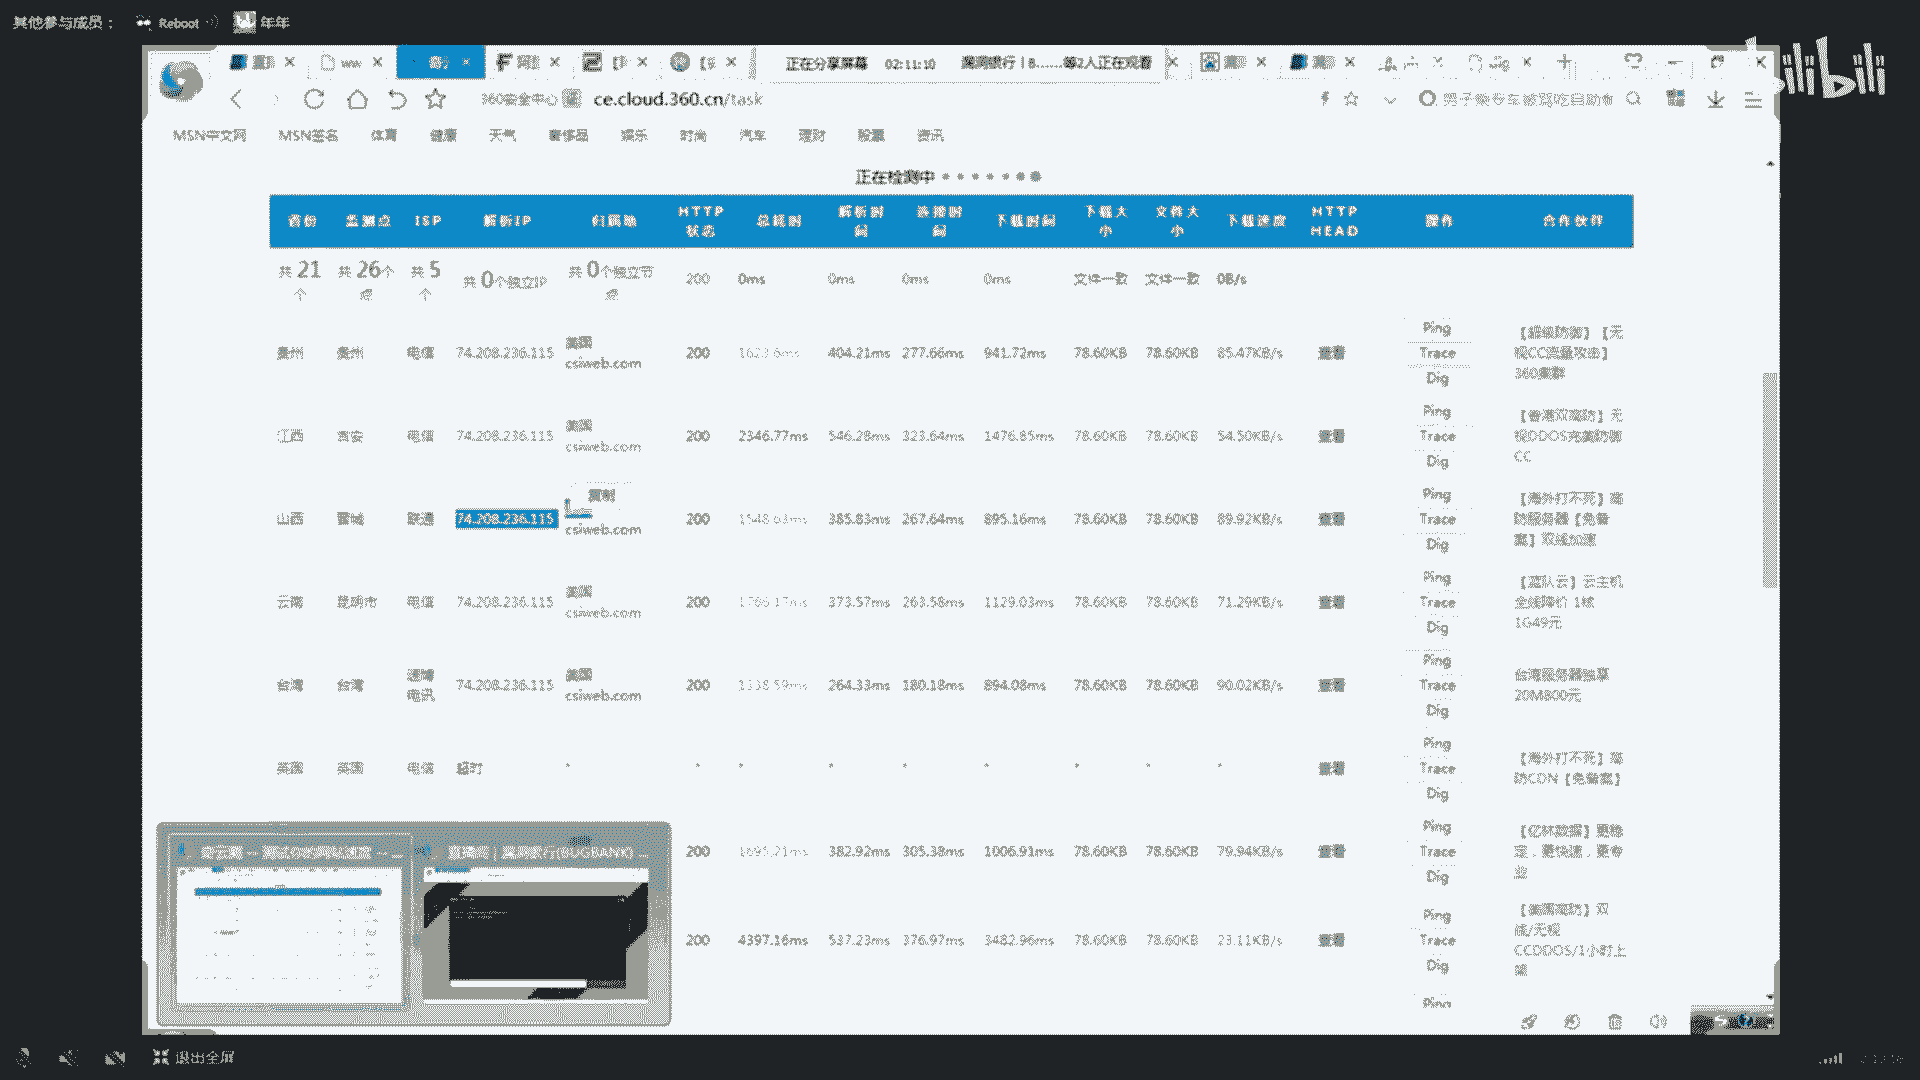 其他参与成员： Reboot 年年
bilibili
ww
正在分享屏幕 02:11:10 漏洞银行丨B......等2人正在观看
360安全中心 ce.cloud.360.cn/task
MSN中文网 MSN签名 体育 健康 天气 奢侈品 娱乐 时尚 汽车 理财 股票 资讯
正在检测中
省份 监测点 ISP 解析IP 归属地 HTTP状态 总耗时 解析时间 连接时间 下载时间 下载大小 文件大小 下载速度 HTTP HEAD 操作 合作伙伴
共 21个 共 26个点 共 5个 共 0个独立IP 共 0个独立节点 200 0ms 0ms 0ms 0ms 文件一致 文件一致 0B/s
贵州 贵州 电信 74.208.236.115 美国 csiweb.com 200 404.21ms 277.66ms 941.72ms 78.60KB 78.60KB 85.47KB/s 查看 Ping Trace Dig 【超级防御】【无视CC流量攻击】360集群
江西 吉安 电信 74.208.236.115 美国 csiweb.com 200 2346.77ms 546.28ms 323.64ms 1476.85ms 78.60KB 78.60KB 54.50KB/s 查看 Ping Trace Dig 【香港双高防】无视DDOS完美防御CC
复制
山西 晋城 联通 74.208.236.115 csiweb.com 200 385.83ms 267.64ms 895.16ms 78.60KB 78.60KB 89.92KB/s 查看 Ping Trace Dig 【海外打不死】高防服务器【免备案】双线加速
云南 昆明市 电信 74.208.236.115 美国 csiweb.com 200 373.57ms 263.58ms 1129.03ms 78.60KB 78.60KB 71.29KB/s 查看 Ping Trace Dig 【蓝队云】云主机全线降价 1核1G49元
台湾 台湾 电讯 74.208.236.115 美国 csiweb.com 200 264.33ms 180.18ms 894.08ms 78.60KB 78.60KB 90.02KB/s 查看 Ping Trace Dig 台湾服务器独享20M800元
英国 英国 电信 超时 * * * * * * * * * 查看 Ping Trace Dig 【海外打不死】高防CDN【免备案】
200 1695.21ms 382.92ms 305.38ms 1006.91ms 78.60KB 78.60KB 79.94KB/s 查看 Ping Trace Dig 【亿林数据】更稳定，更快速，更专业
200 4397.16ms 537.23ms 376.97ms 3482.96ms 78.60KB 78.60KB 23.11KB/s 查看 Ping Trace Dig 【美国高防】双线/无视CCDDOS/1小时上架
Ping
漏洞银行(BUGBANK) ...
退出全屏